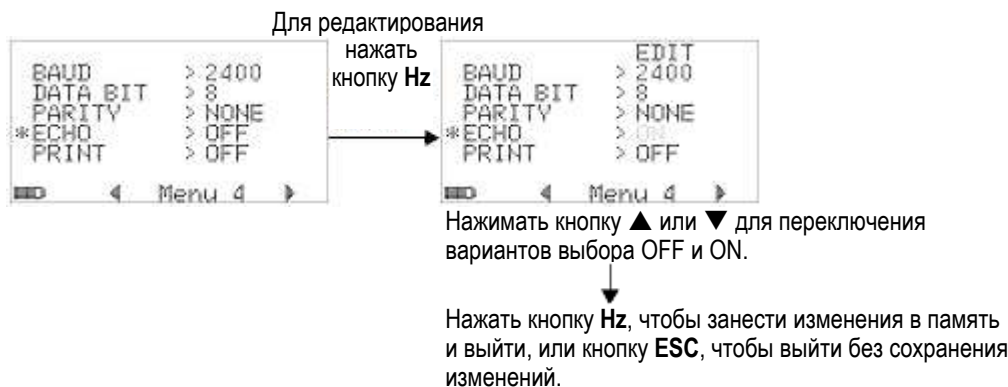 Для редактирования
нажать
кнопку Hz
BAUD > 2400
DATA BIT > 8
PARITY > NONE
*ECHO > OFF
PRINT > OFF
Menu 4
EDIT
BAUD > 2400
DATA BIT > 8
PARITY > NONE
*ECHO > ON
PRINT > OFF
Menu 4
Нажимать кнопку ▲ или ▼ для переключения
вариантов выбора OFF и ON.
Нажать кнопку Hz, чтобы занести изменения в память
и выйти, или кнопку ESC, чтобы выйти без сохранения
изменений.